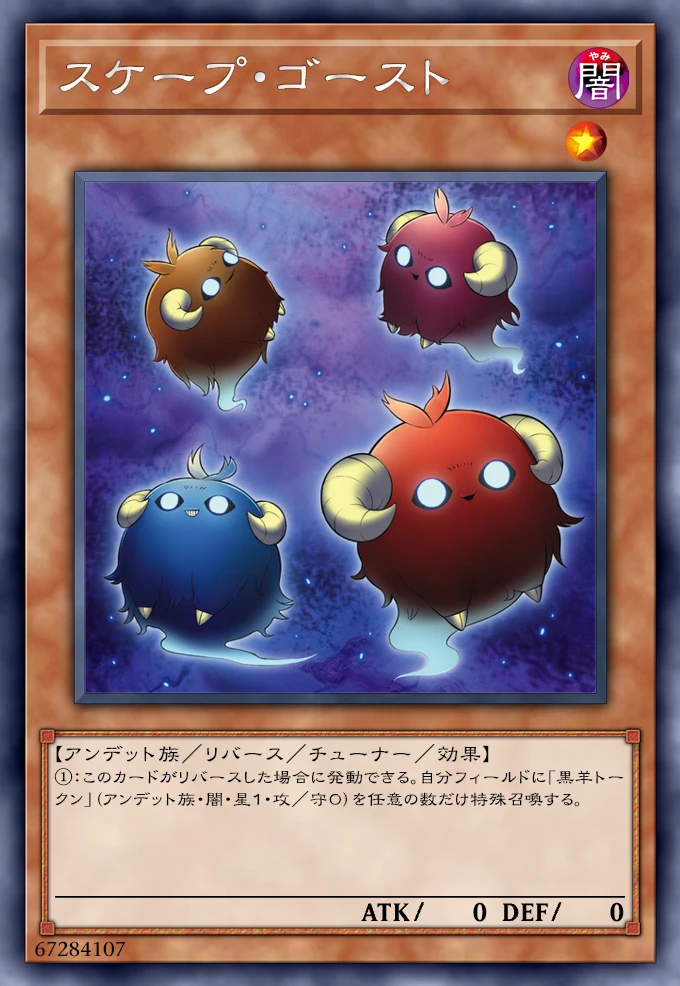 スケープ・ゴースト
やみ
闇
【アンデット族／リバース／チューナー／効果】
①：このカードがリバースした場合に発動できる。自分フィールドに「黒羊トー
クン」（アンデット族・闇・星１・攻／守０）を任意の数だけ特殊召喚する。
ATK/ 0 DEF/ 0
67284107